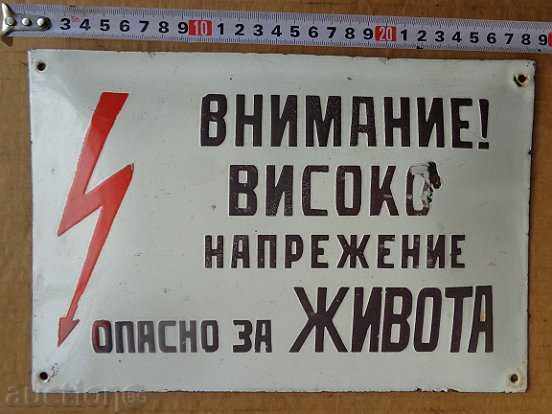 3 4 5 6 7 8 9 10 1 2 3 4 5 6 7 8 9 20 1 2 3 4 5 6 7 8 9
ВНИМАНИЕ!
ВИСОКО
НАПРЕЖЕНИЕ
ОПАСНО ЗА ЖИВОТА